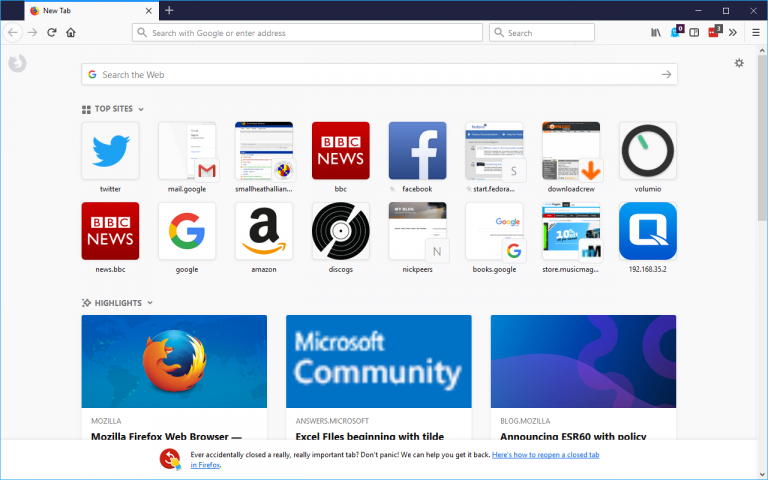 New Tab
Search with Google or enter address
Search
0
3
Search the Web
TOP SITES
BBC
NEWS
S
twitter
mail.google
smallheathallian...
bbc
facebook
start.fedora...
downloadcrew
volumio
BBC
NEWS
MY BLOG
N
Google
10%
news.bbc
google
amazon
discogs
nickpeers
books.google
store.musicmag...
192.168.35.2
HIGHLIGHTS
Microsoft
Community
MOZILLA
ANSWERS.MICROSOFT
BLOG.MOZILLA
Mozilla Firefox Web Browser —
Excel FIles beginning with tilde
Announcing ESR60 with policy
Ever accidentally closed a really, really important tab? Don't panic! We can help you get it back. Here's how to reopen a closed tab
in Firefox.